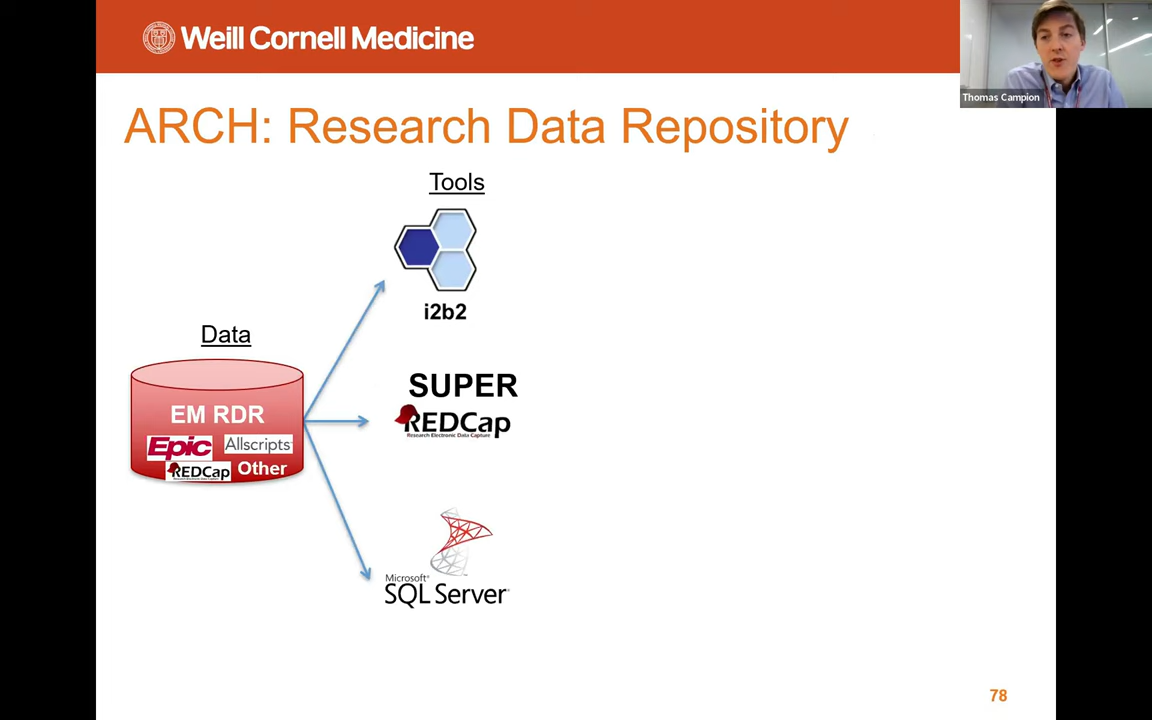 Weill Cornell Medicine
Thomas Campion
ARCH: Research Data Repository
Tools
i2b2
Data
EM RDR
Epic Allscripts
REDCap Other
SUPER
REDCap
Research Electronic Data Capture
Microsoft
SQL Server
78